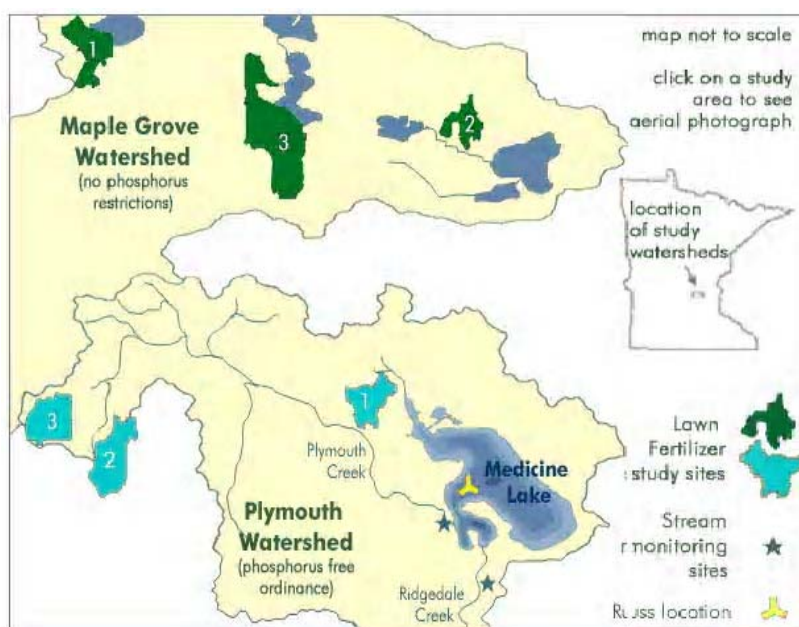 1
2
3
2
Maple Grove
Watershed
(no phosphorus
restrictions)
map not to scale
click on a study
area to see
aerial photograph
location
of study
watersheds
3
2
1
Plymouth
Creek
Medicine
Lake
Plymouth
Watershed
(phosphorus free
ordinance)
Ridgedale
Creek
Lawn
Fertilizer
study sites
Stream
monitoring
sites
RUSS location